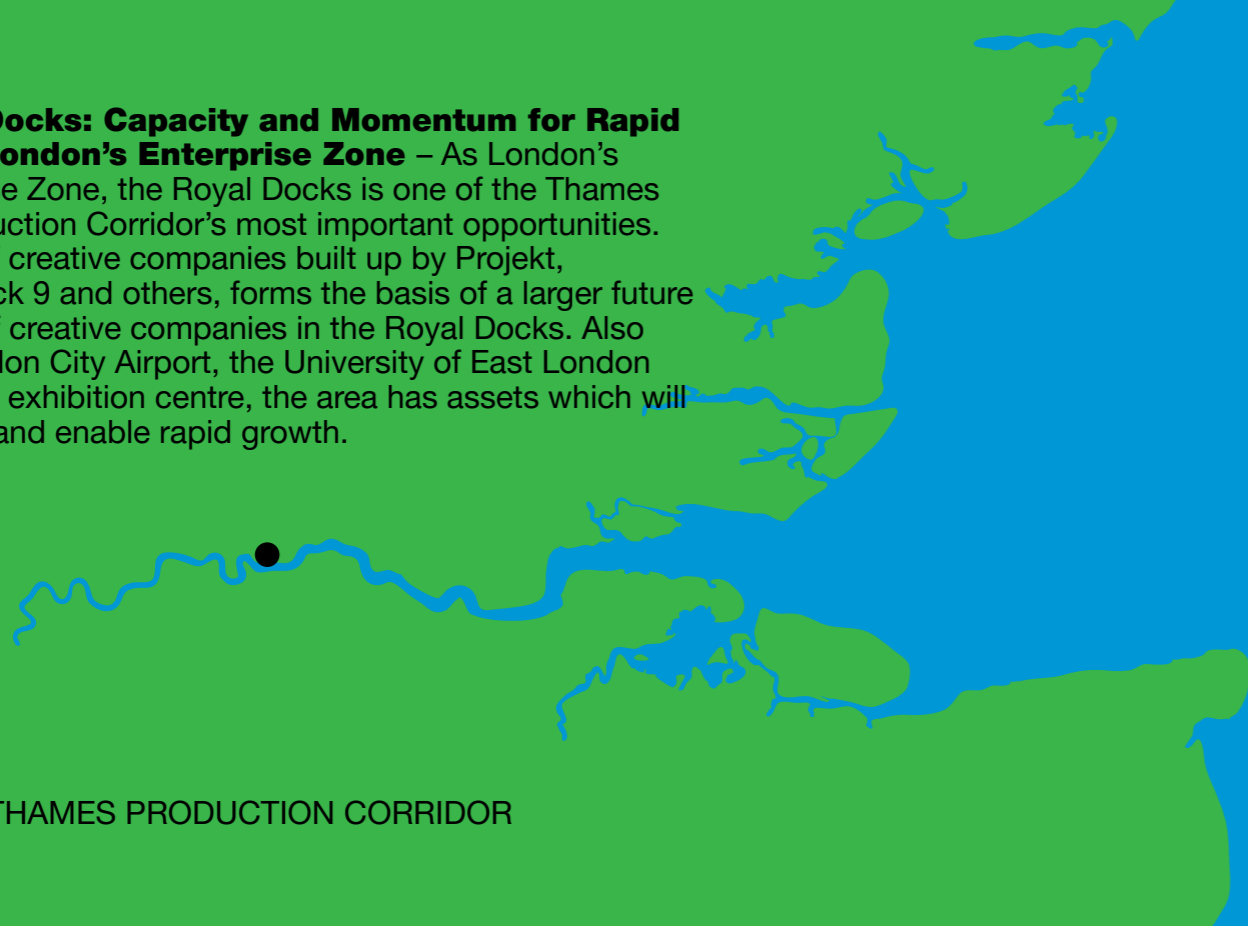 Docks: Capacity and Momentum for Rapid
London’s Enterprise Zone – As London’s
se Zone, the Royal Docks is one of the Thames
uction Corridor’s most important opportunities.
f creative companies built up by Projekt,
ck 9 and others, forms the basis of a larger future
f creative companies in the Royal Docks. Also
don City Airport, the University of East London
exhibition centre, the area has assets which will
and enable rapid growth.
THAMES PRODUCTION CORRIDOR